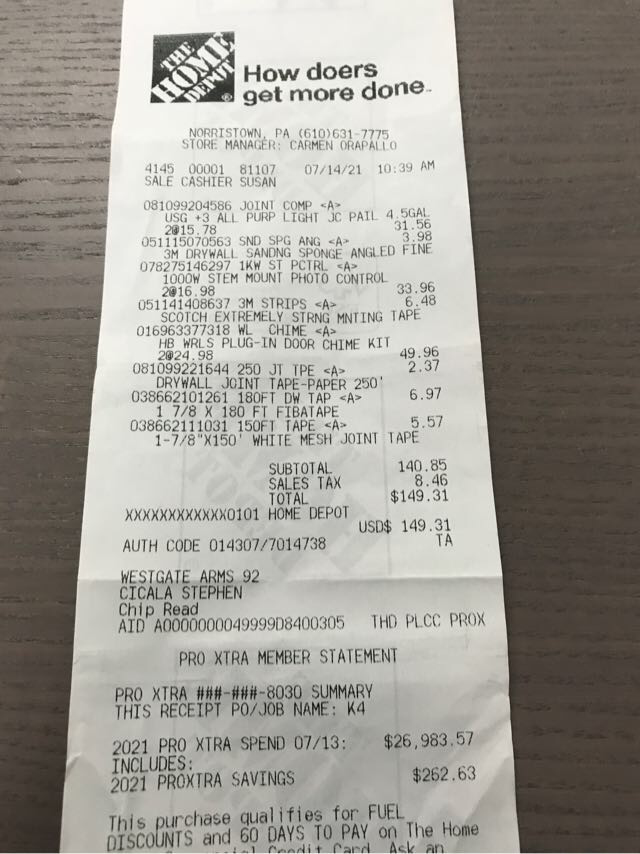 THE
HOME
DEPOT
How doers
get more done™
NORRISTOWN, PA (610)631-7775
STORE MANAGER: CARMEN ORAPALLO
4145 00001 81107 07/14/21 10:39 AM
SALE CASHIER SUSAN
081099204586 JOINT COMP <A>
USG +3 ALL PURP LIGHT JC PAIL 4.5GAL
2@15.78 31.56
051115070563 SND SPG ANG <A> 3.98
3M DRYWALL SANDNG SPONGE ANGLED FINE
078275146297 1KW ST PCTRL <A>
1000W STEM MOUNT PHOTO CONTROL
2@16.98 33.96
051141408637 3M STRIPS <A> 6.48
SCOTCH EXTREMELY STRNG MNTING TAPE
016963377318 WL CHIME <A>
HB WRLS PLUG-IN DOOR CHIME KIT
2@24.98 49.96
081099221644 250 JT TPE <A> 2.37
DRYWALL JOINT TAPE-PAPER 250'
038662101261 180FT DW TAP <A> 6.97
1 7/8 X 180 FT FIBATAPE
038662111031 150FT TAPE <A> 5.57
1-7/8"X150' WHITE MESH JOINT TAPE
SUBTOTAL 140.85
SALES TAX 8.46
TOTAL $149.31
XXXXXXXXXXXX0101 HOME DEPOT
USD$ 149.31
AUTH CODE 014307/7014738 TA
WESTGATE ARMS 92
CICALA STEPHEN
Chip Read
AID A0000000049999D8400305 THD PLCC PROX
PRO XTRA MEMBER STATEMENT
PRO XTRA ###-###-8030 SUMMARY
THIS RECEIPT PO/JOB NAME: K4
2021 PRO XTRA SPEND 07/13: $26,983.57
INCLUDES:
2021 PROXTRA SAVINGS $262.63
This purchase qualifies for FUEL
DISCOUNTS and 60 DAYS TO PAY on The Home
Credit Card. Ask an